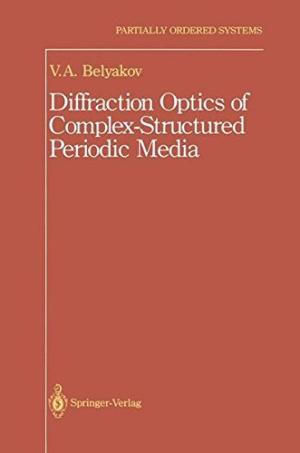 PARTIALLY ORDERED SYSTEMS
V.A. Belyakov
Diffraction Optics of
Complex-Structured
Periodic Media
Springer-Verlag